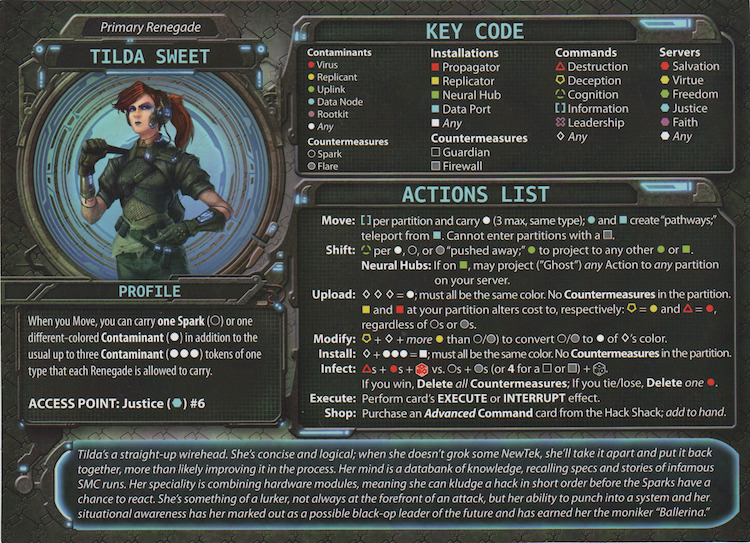 Primary Renegade
TILDA SWEET
PROFILE
When you Move, you can carry one Spark (○) or one
different-colored Contaminant (●) in addition to the
usual up to three Contaminant (●●●) tokens of one
type that each Renegade is allowed to carry.
ACCESS POINT: Justice (⬢) #6
KEY CODE
Contaminants
Virus
Replicant
Uplink
Data Node
Rootkit
Any
Countermeasures
Spark
Flare
Installations
Propagator
Replicator
Neural Hub
Data Port
Any
Countermeasures
Guardian
Firewall
Commands
Destruction
Deception
Cognition
Information
Leadership
Any
Servers
Salvation
Virtue
Freedom
Justice
Faith
Any
ACTIONS LIST
Move: [] per partition and carry ● (3 max, same type); ● and ■ create "pathways;"
teleport from ■. Cannot enter partitions with a ■.
Shift: △ per ●, ○, or ● "pushed away;" ● to project to any other ● or ■.
Neural Hubs: If on ■, may project ("Ghost") any Action to any partition
on your server.
Upload: ◇ ◇ ◇ = ●; must all be the same color. No Countermeasures in the partition.
■ and ■ at your partition alters cost to, respectively: ⬠ = ● and △ = ●,
regardless of ○s or ●s.
Modify: ⬠ + ◇ + more ● than ○/● to convert ○/● to ● of ◇'s color.
Install: ◇ + ●●● = ■; must all be the same color. No Countermeasures in the partition.
Infect: △s + ●s + ⬢ vs. ○s + ●s (or 4 for a □ or ■) + ⬢.
If you win, Delete all Countermeasures; If you tie/lose, Delete one ●.
Execute: Perform card's EXECUTE or INTERRUPT effect.
Shop: Purchase an Advanced Command card from the Hack Shack; add to hand.
Tilda's a straight-up wirehead. She's concise and logical; when she doesn't grok some NewTek, she'll take it apart and put it back
together, more than likely improving it in the process. Her mind is a databank of knowledge, recalling specs and stories of infamous
SMC runs. Her speciality is combining hardware modules, meaning she can kludge a hack in short order before the Sparks have a
chance to react. She's something of a lurker, not always at the forefront of an attack, but her ability to punch into a system and her
situational awareness has her marked out as a possible black-op leader of the future and has earned her the moniker "Ballerina."